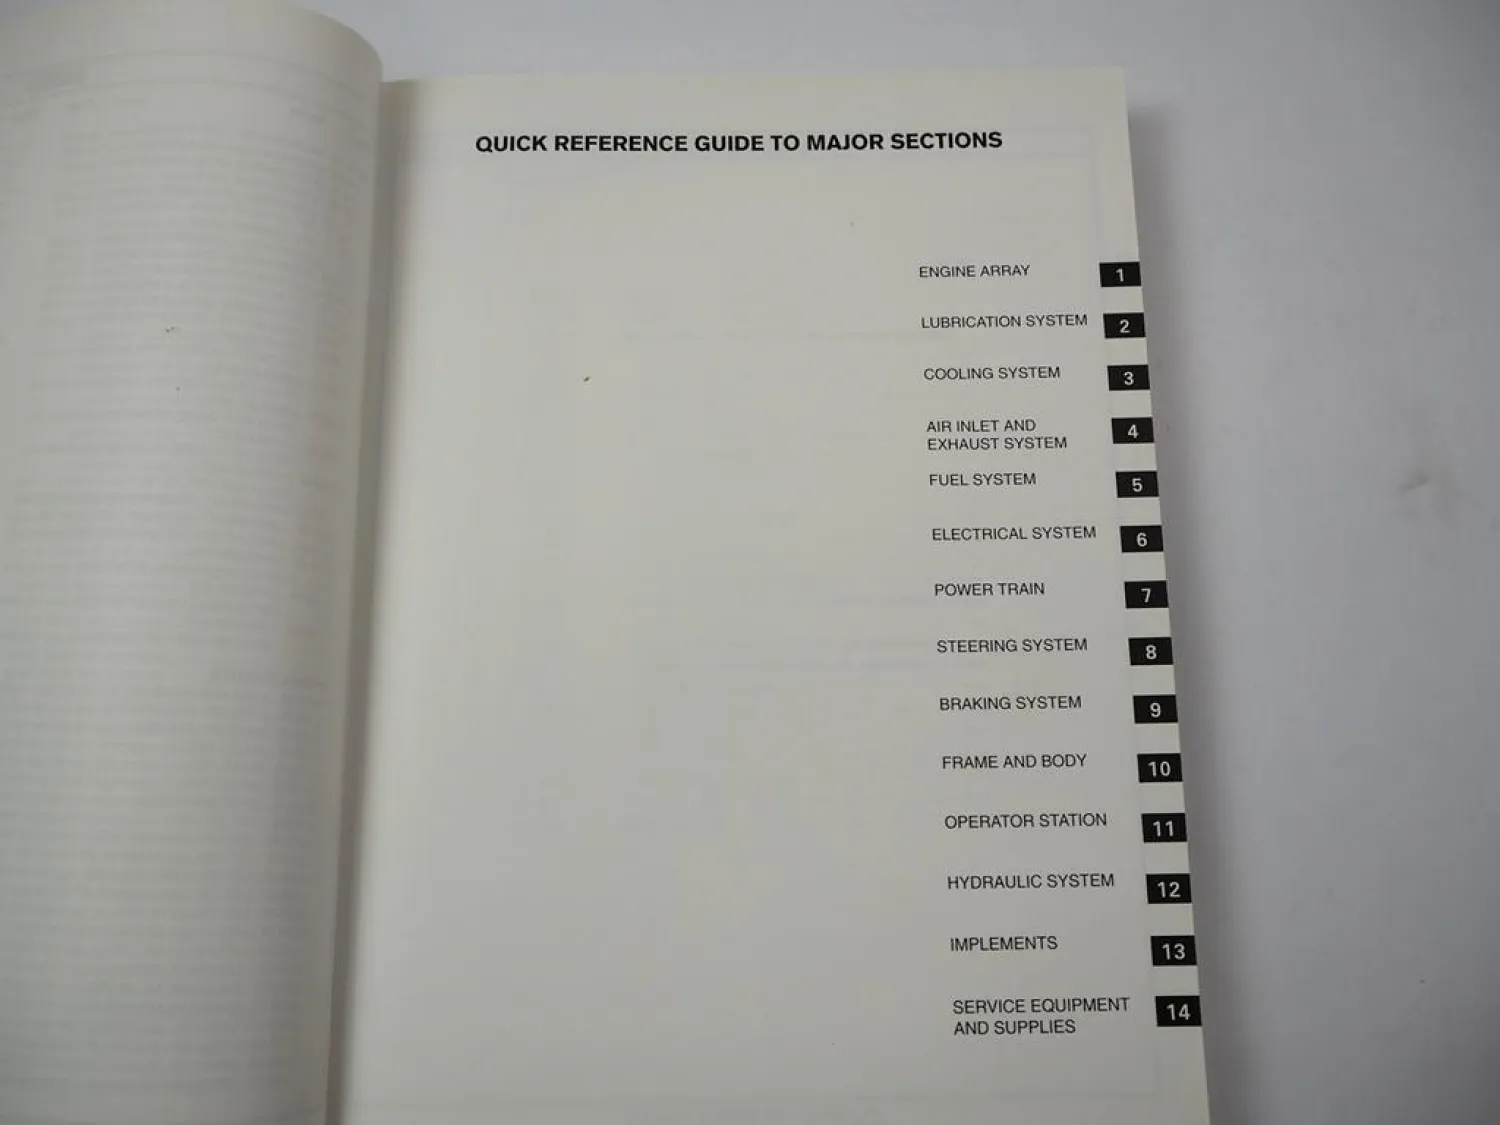 QUICK REFERENCE GUIDE TO MAJOR SECTIONS
ENGINE ARRAY 1
LUBRICATION SYSTEM 2
COOLING SYSTEM 3
AIR INLET AND
EXHAUST SYSTEM 4
FUEL SYSTEM 5
ELECTRICAL SYSTEM 6
POWER TRAIN 7
STEERING SYSTEM 8
BRAKING SYSTEM 9
FRAME AND BODY 10
OPERATOR STATION 11
HYDRAULIC SYSTEM 12
IMPLEMENTS 13
SERVICE EQUIPMENT 14
AND SUPPLIES